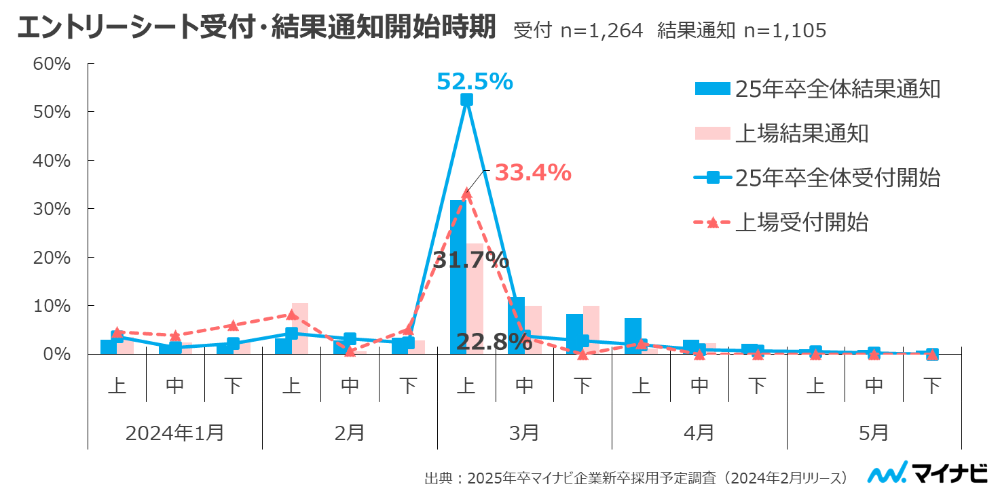 エントリーシート受付・結果通知開始時期 受付 n=1,264 結果通知 n=1,105
60%
50%
40%
30%
20%
10%
0%
52.5%
33.4%
31.7%
22.8%
25年卒全体結果通知
上場結果通知
25年卒全体受付開始
上場受付開始
上 中 下 上 中 下 上 中 下 上 中 下 上 中 下
2024年1月 2月 3月 4月 5月
出典：2025年卒マイナビ企業新卒採用予定調査（2024年2月リリース）
マイナビ